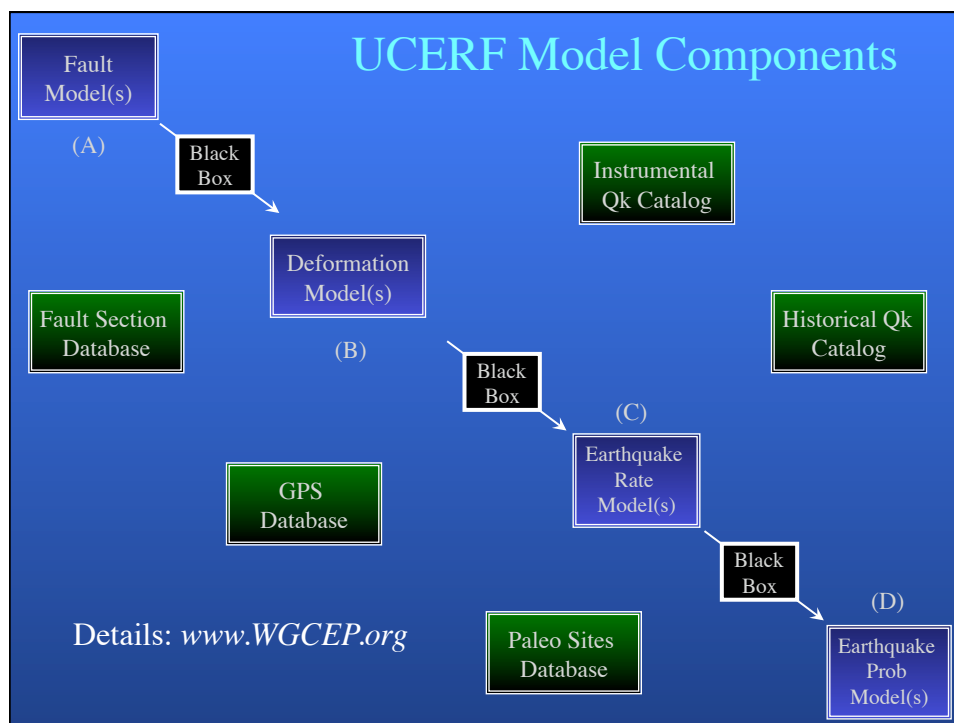 UCERF Model Components
Fault
Model(s)
(A)
Black
Box
Instrumental
Qk Catalog
Deformation
Model(s)
(B)
Fault Section
Database
Historical Qk
Catalog
Black
Box
(C)
Earthquake
Rate
Model(s)
GPS
Database
Black
Box
(D)
Earthquake
Prob
Model(s)
Paleo Sites
Database
Details: www.WGCEP.org